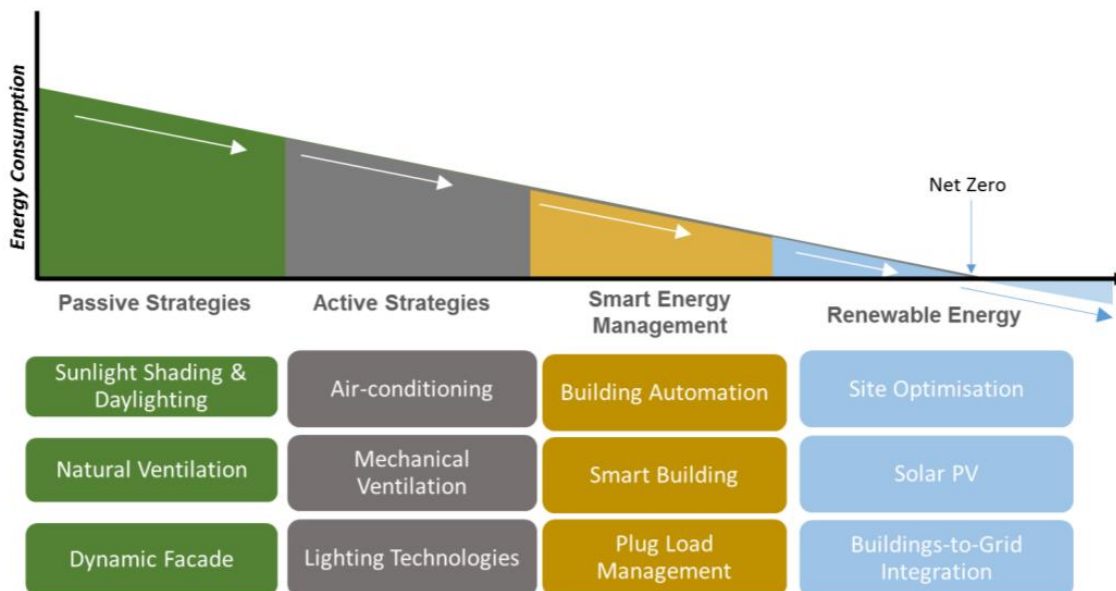 Energy Consumption
Net Zero
Passive Strategies
Active Strategies
Smart Energy
Management
Renewable Energy
Sunlight Shading &
Daylighting
Air-conditioning
Building Automation
Site Optimisation
Natural Ventilation
Mechanical
Ventilation
Smart Building
Solar PV
Dynamic Facade
Lighting Technologies
Plug Load
Management
Buildings-to-Grid
Integration